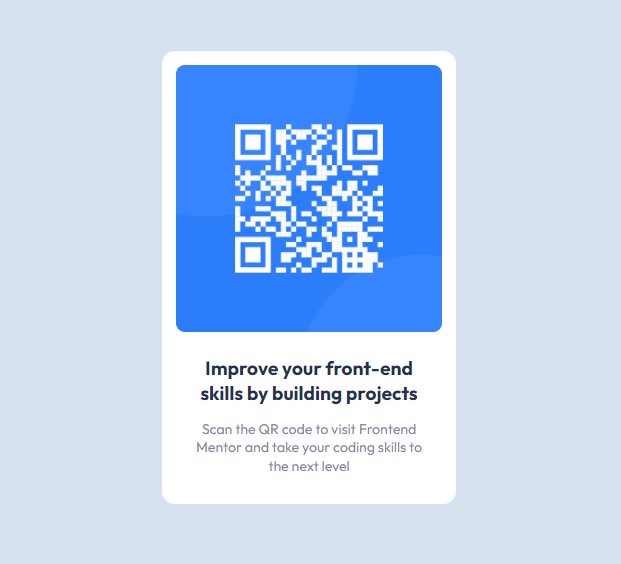 Improve your front-end
skills by building projects
Scan the QR code to visit Frontend
Mentor and take your coding skills to
the next level